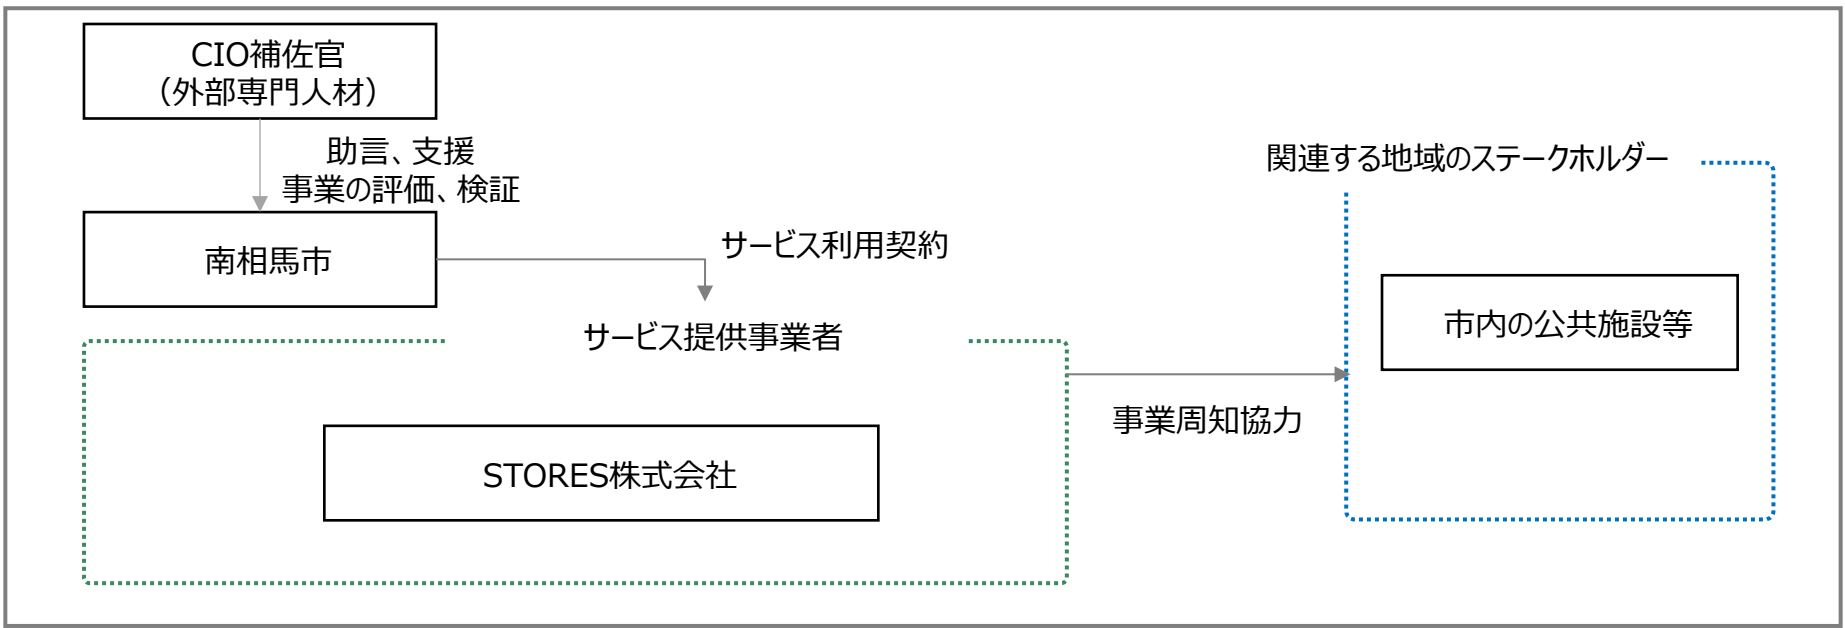 CIO補佐官
（外部専門人材）
助言、支援
事業の評価、検証
南相馬市
サービス利用契約
サービス提供事業者
STORES株式会社
事業周知協力
関連する地域のステークホルダー
市内の公共施設等